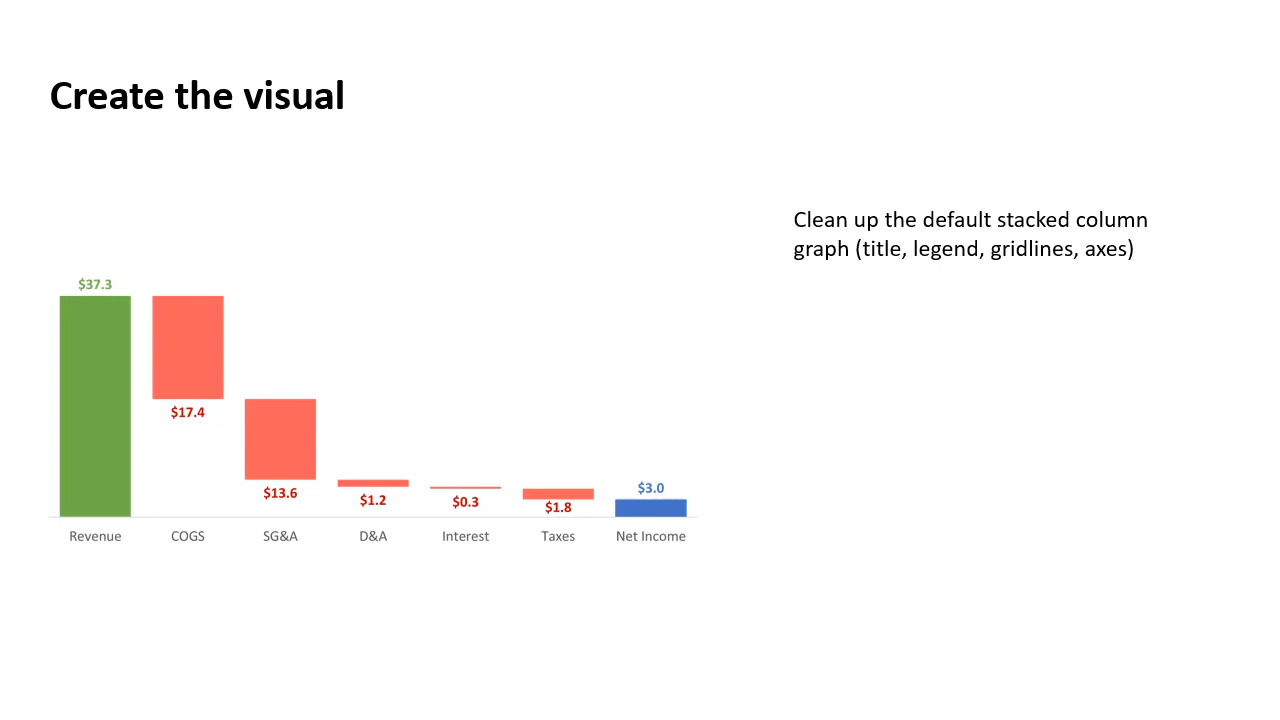 Create the visual
Clean up the default stacked column
graph (title, legend, gridlines, axes)
$37.3
$17.4
$13.6
$1.2
$0.3
$1.8
$3.0
Revenue
COGS
SG&A
D&A
Interest
Taxes
Net Income